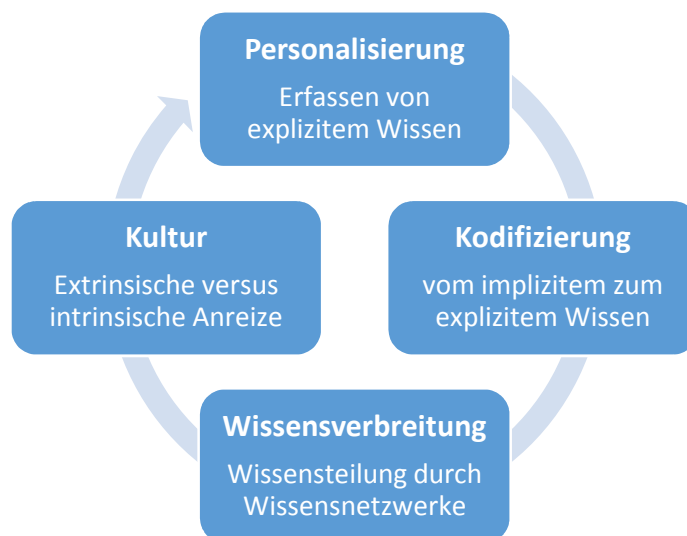 Personalisierung
Erfassen von
explizitem Wissen
Kodifizierung
vom implizitem zum
explizitem Wissen
Wissensverbreitung
Wissensteilung durch
Wissensnetzwerke
Kultur
Extrinsische versus
intrinsische Anreize